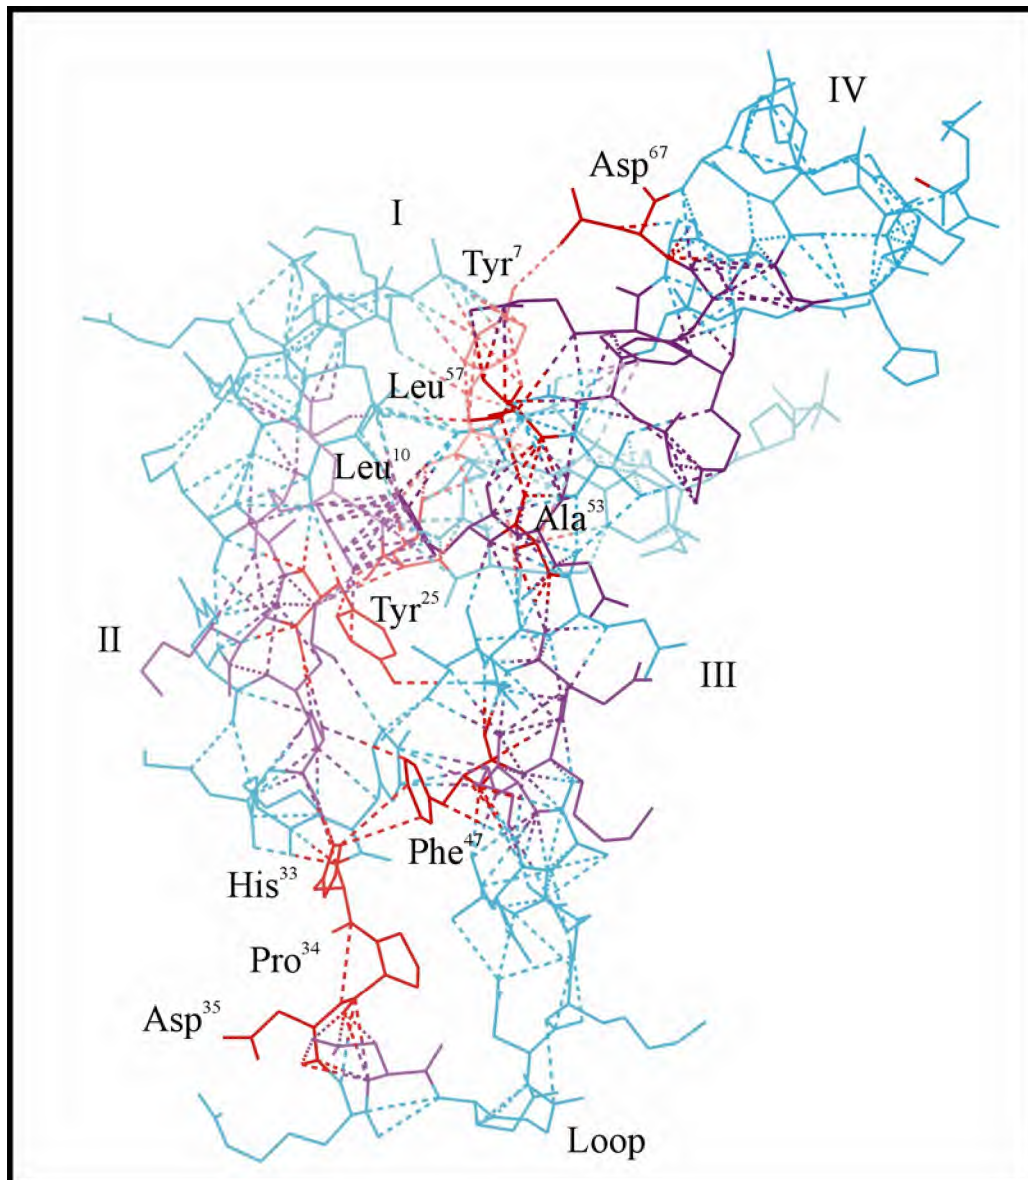 IV
Asp⁶⁷
I
Tyr⁷
Leu⁵⁷
Leu¹⁰
Ala⁵³
Tyr²⁵
II
III
Phe⁴⁷
His³³
Pro³⁴
Asp³⁵
Loop